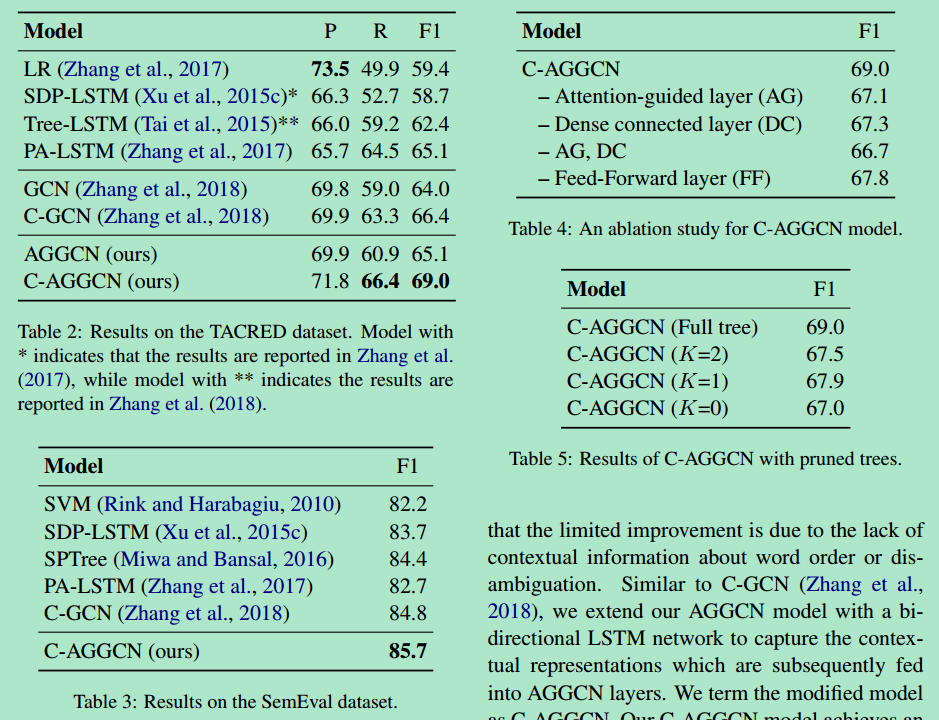 Model P R F1
LR (Zhang et al., 2017) 73.5 49.9 59.4
SDP-LSTM (Xu et al., 2015c)* 66.3 52.7 58.7
Tree-LSTM (Tai et al., 2015)** 66.0 59.2 62.4
PA-LSTM (Zhang et al., 2017) 65.7 64.5 65.1
GCN (Zhang et al., 2018) 69.8 59.0 64.0
C-GCN (Zhang et al., 2018) 69.9 63.3 66.4
AGGCN (ours) 69.9 60.9 65.1
C-AGGCN (ours) 71.8 66.4 69.0
Table 2: Results on the TACRED dataset. Model with
* indicates that the results are reported in Zhang et al.
(2017), while model with ** indicates the results are
reported in Zhang et al. (2018).
Model F1
SVM (Rink and Harabagiu, 2010) 82.2
SDP-LSTM (Xu et al., 2015c) 83.7
SPTree (Miwa and Bansal, 2016) 84.4
PA-LSTM (Zhang et al., 2017) 82.7
C-GCN (Zhang et al., 2018) 84.8
C-AGGCN (ours) 85.7
Table 3: Results on the SemEval dataset.
Model F1
C-AGGCN 69.0
– Attention-guided layer (AG) 67.1
– Dense connected layer (DC) 67.3
– AG, DC 66.7
– Feed-Forward layer (FF) 67.8
Table 4: An ablation study for C-AGGCN model.
Model F1
C-AGGCN (Full tree) 69.0
C-AGGCN (K=2) 67.5
C-AGGCN (K=1) 67.9
C-AGGCN (K=0) 67.0
Table 5: Results of C-AGGCN with pruned trees.
that the limited improvement is due to the lack of
contextual information about word order or dis-
ambiguation. Similar to C-GCN (Zhang et al.,
2018), we extend our AGGCN model with a bi-
directional LSTM network to capture the contex-
tual representations which are subsequently fed
into AGGCN layers. We term the modified model
as C-AGGCN. Our C-AGGCN model achieves an